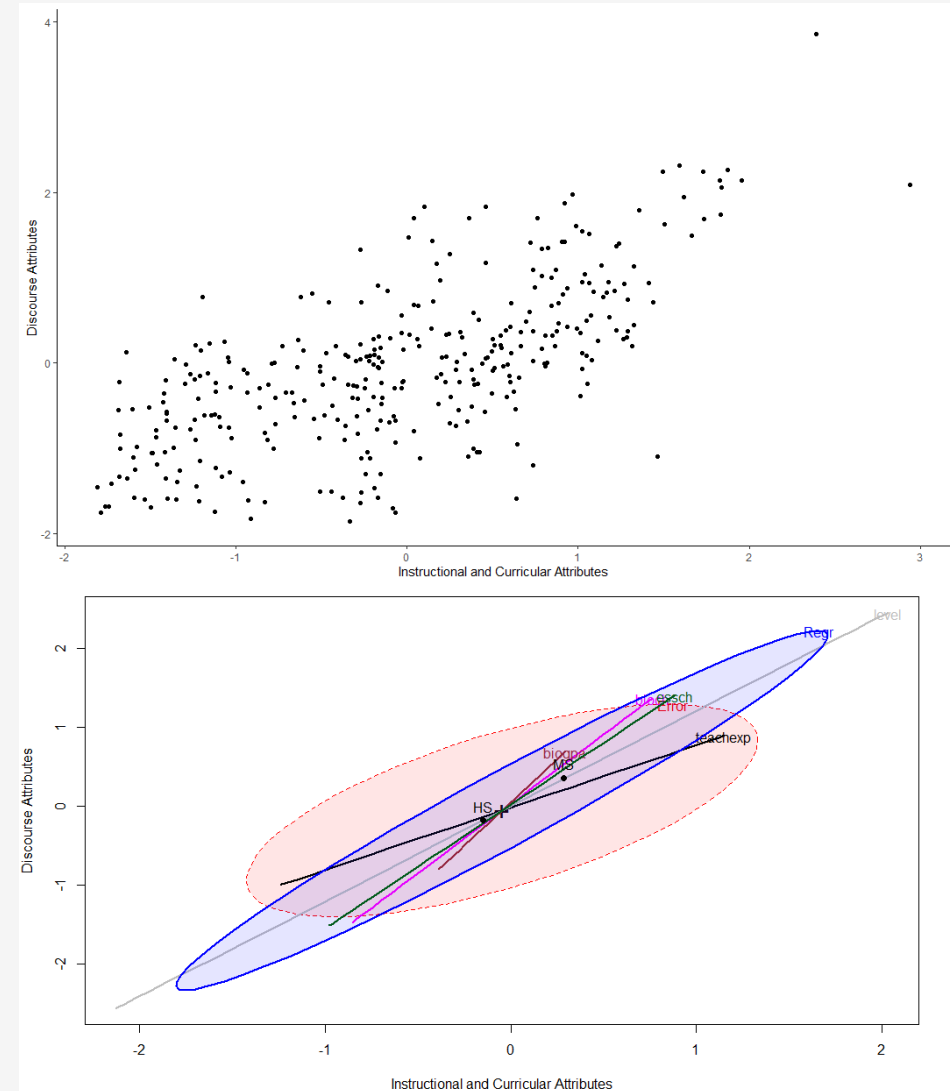 4
2
0
-2
Discourse Attributes
-2
-1
0
1
2
3
Instructional and Curricular Attributes
level
Regr
essch
Error
teachexp
biogpa
MS
HS
2
1
0
-1
-2
Discourse Attributes
-2
-1
0
1
2
Instructional and Curricular Attributes